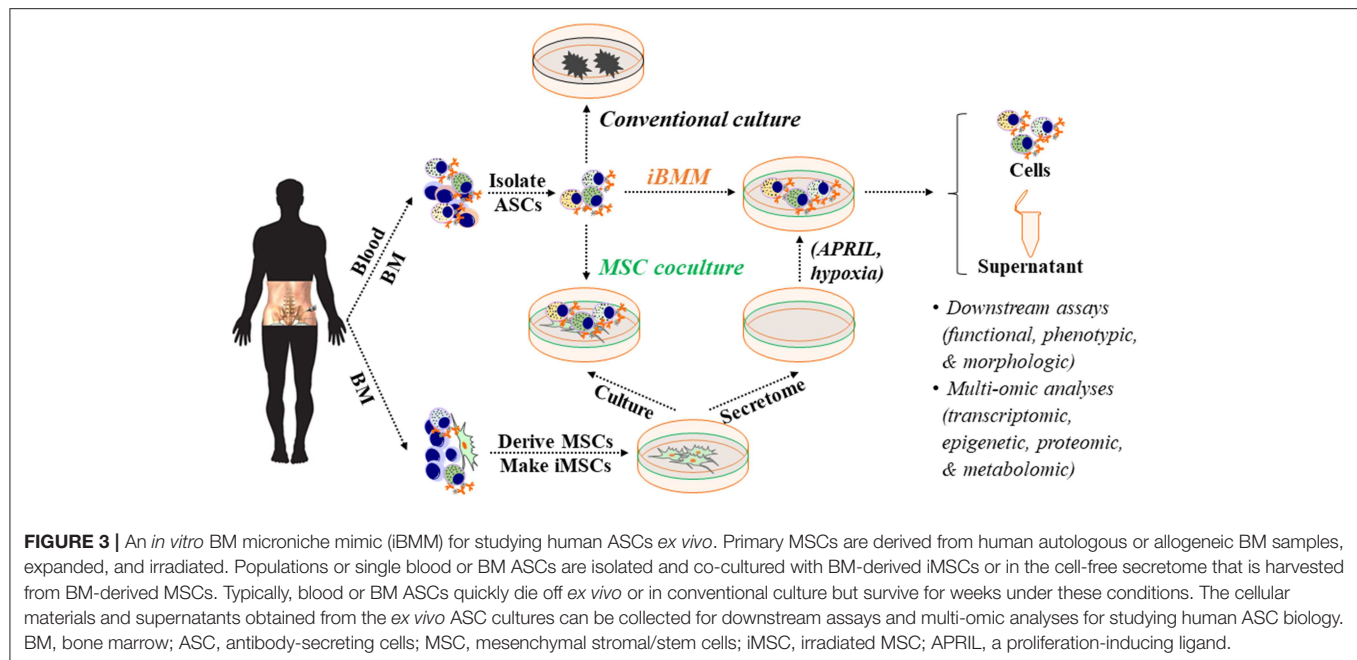 Conventional culture
Blood
BM
Isolate
ASCs
iBMM
MSC coculture
(APRIL,
hypoxia)
Cells
Supernatant
• Downstream assays
(functional, phenotypic,
& morphologic)
• Multi-omic analyses
(transcriptomic,
epigenetic, proteomic,
& metabolomic)
BM
Derive MSCs
Make iMSCs
Culture
Secretome
FIGURE 3 | An in vitro BM microniche mimic (iBMM) for studying human ASCs ex vivo. Primary MSCs are derived from human autologous or allogeneic BM samples,
expanded, and irradiated. Populations or single blood or BM ASCs are isolated and co-cultured with BM-derived iMSCs or in the cell-free secretome that is harvested
from BM-derived MSCs. Typically, blood or BM ASCs quickly die off ex vivo or in conventional culture but survive for weeks under these conditions. The cellular
materials and supernatants obtained from the ex vivo ASC cultures can be collected for downstream assays and multi-omic analyses for studying human ASC biology.
BM, bone marrow; ASC, antibody-secreting cells; MSC, mesenchymal stromal/stem cells; iMSC, irradiated MSC; APRIL, a proliferation-inducing ligand.